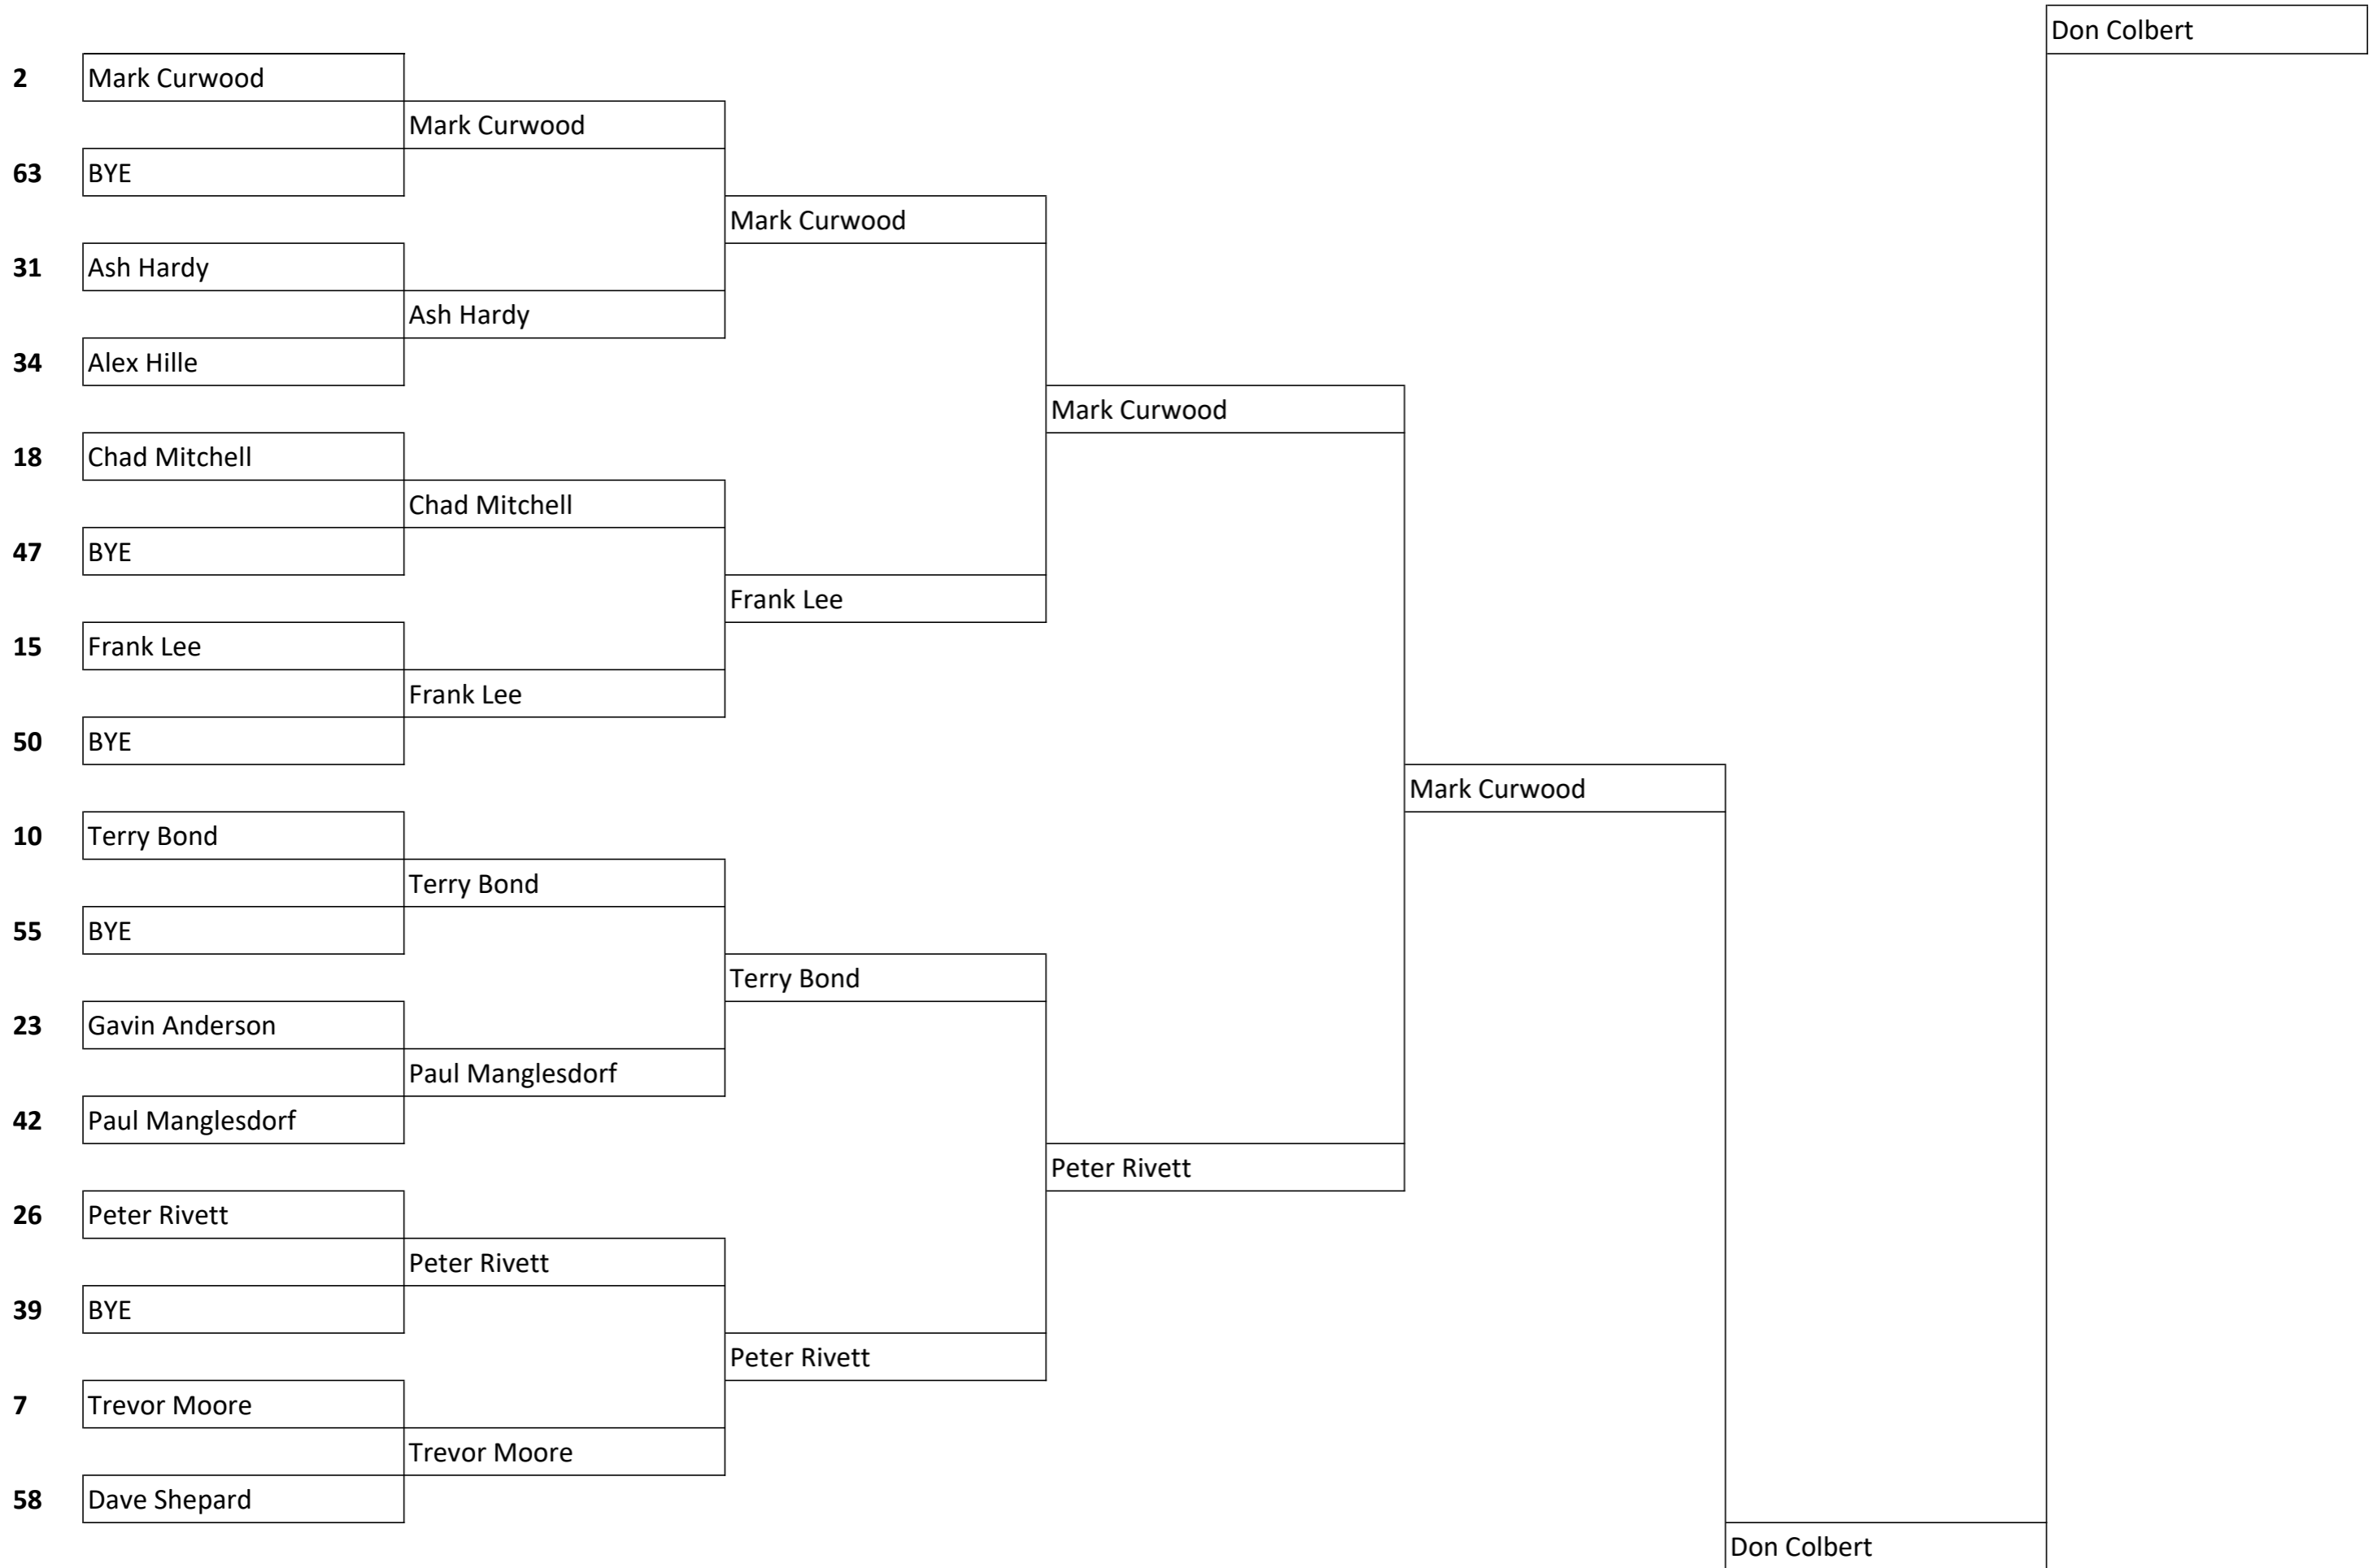 Don Colbert
2 Mark Curwood
Mark Curwood
63 BYE
Mark Curwood
31 Ash Hardy
Ash Hardy
34 Alex Hille
Mark Curwood
18 Chad Mitchell
Chad Mitchell
47 BYE
Frank Lee
15 Frank Lee
Frank Lee
50 BYE
Mark Curwood
10 Terry Bond
Terry Bond
55 BYE
Terry Bond
23 Gavin Anderson
Paul Manglesdorf
42 Paul Manglesdorf
Peter Rivett
26 Peter Rivett
Peter Rivett
39 BYE
Peter Rivett
7 Trevor Moore
Trevor Moore
58 Dave Shepard
Don Colbert